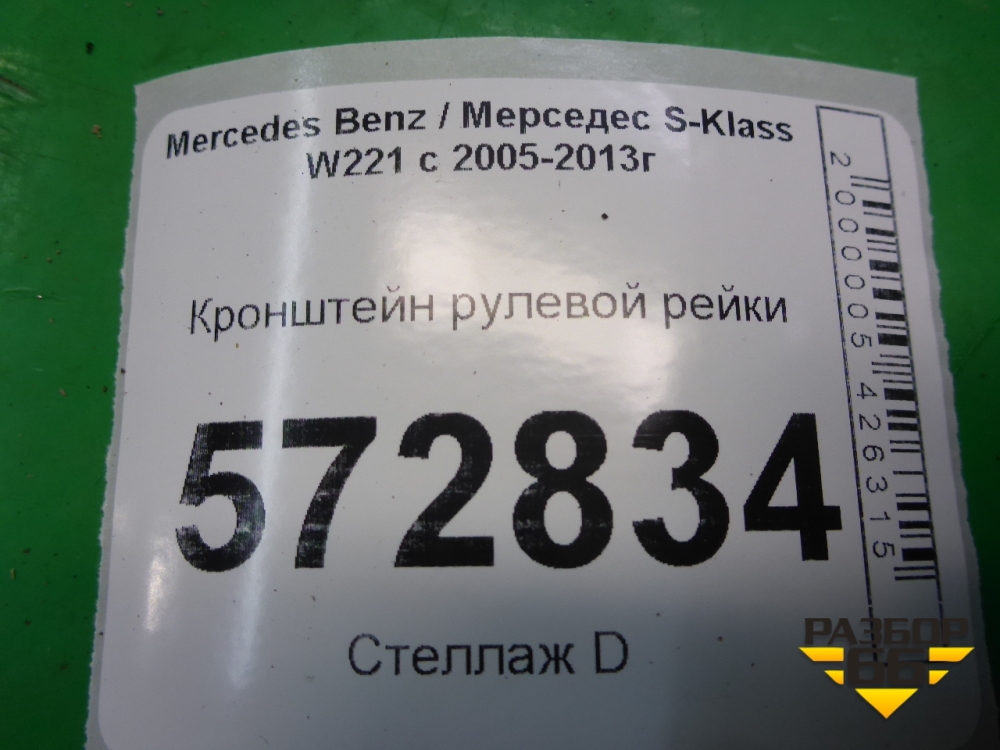 Mercedes Benz / Мерседес S-Klass
W221 с 2005-2013г
Кронштейн рулевой рейки
572834
Стеллаж D
2000005426315
РАЗБОР
66